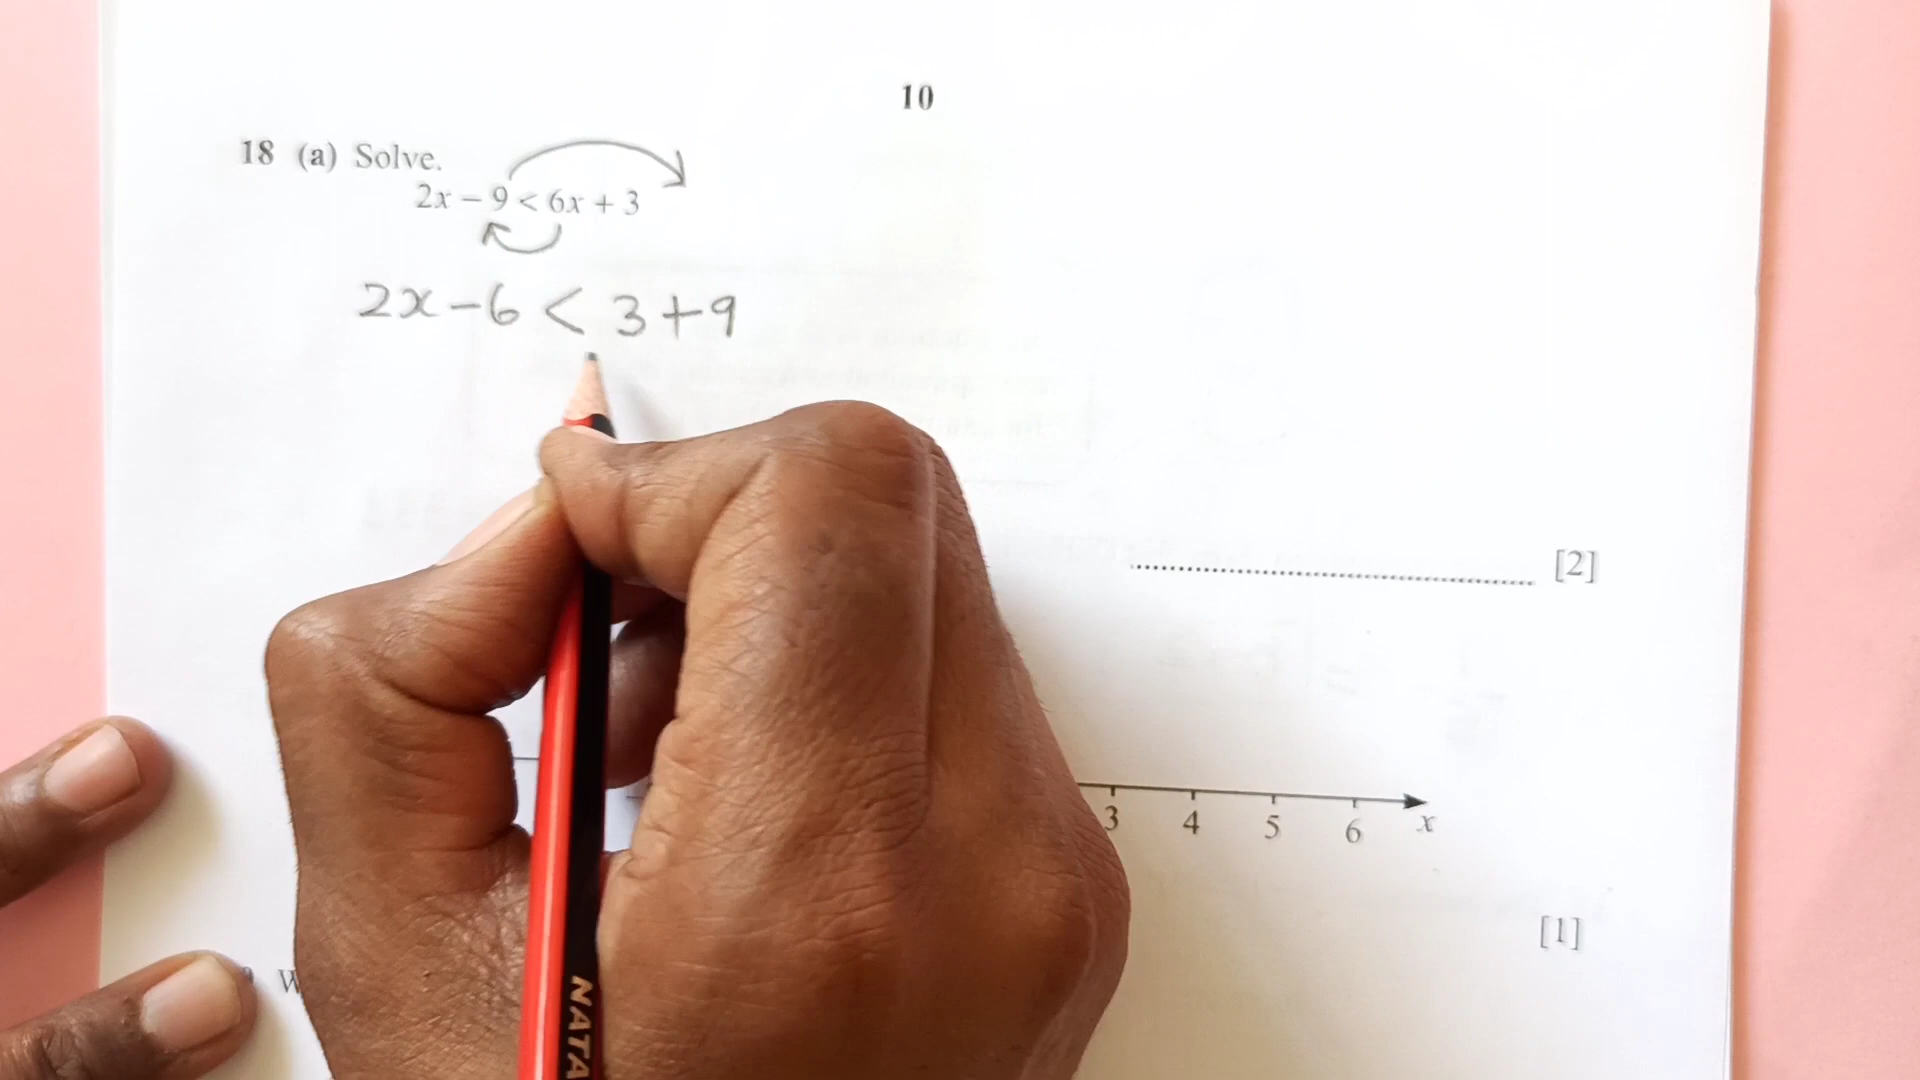 10
18 (a) Solve.
2x − 9 < 6x + 3
2x − 6 < 3 + 9
[2]
3 4 5 6 x
[1]
W
NATA